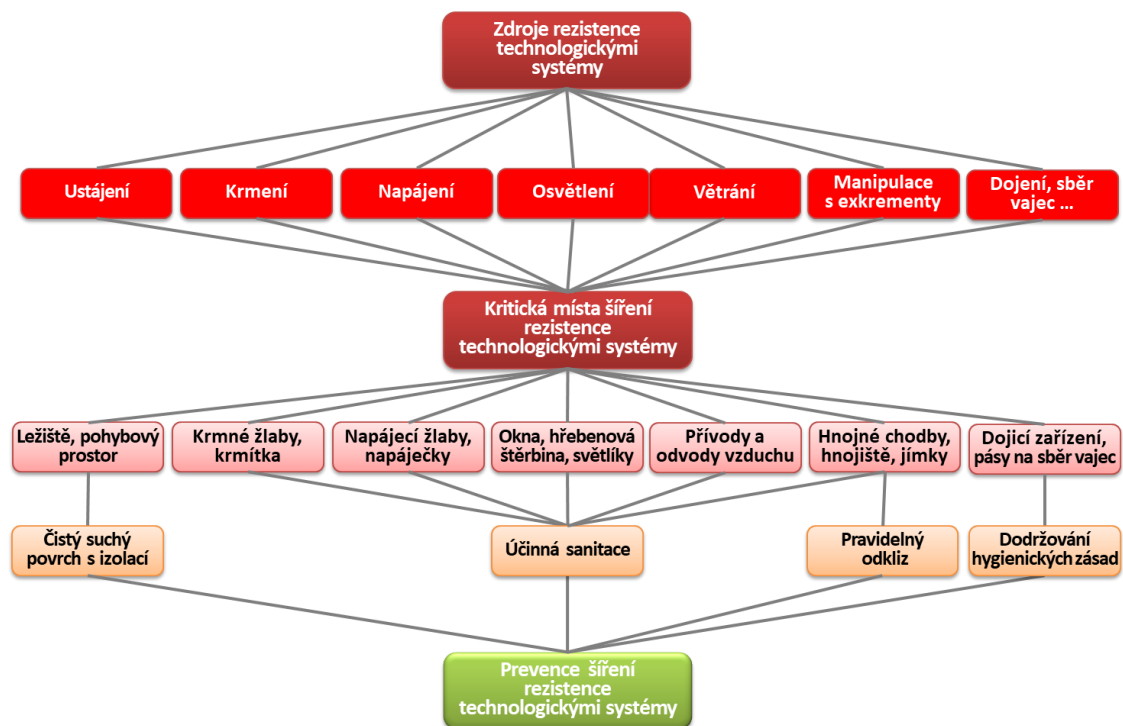 Zdroje rezistence
technologickými
systémy
Ustájení
Krmení
Napájení
Osvětlení
Větrání
Manipulace
s exkrementy
Dojení, sběr
vajec ...
Kritická místa šíření
rezistence
technologickými systémy
Ležiště, pohybový
prostor
Krmné žlaby,
krmítka
Napájecí žlaby,
napáječky
Okna, hřebenová
štěrbina, světlíky
Přívody a
odvody vzduchu
Hnojné chodby,
hnojiště, jímky
Dojicí zařízení,
pásy na sběr vajec
Čistý suchý
povrch s izolací
Účinná sanitace
Pravidelný
odkliz
Dodržování
hygienických zásad
Prevence šíření
rezistence
technologickými systémy